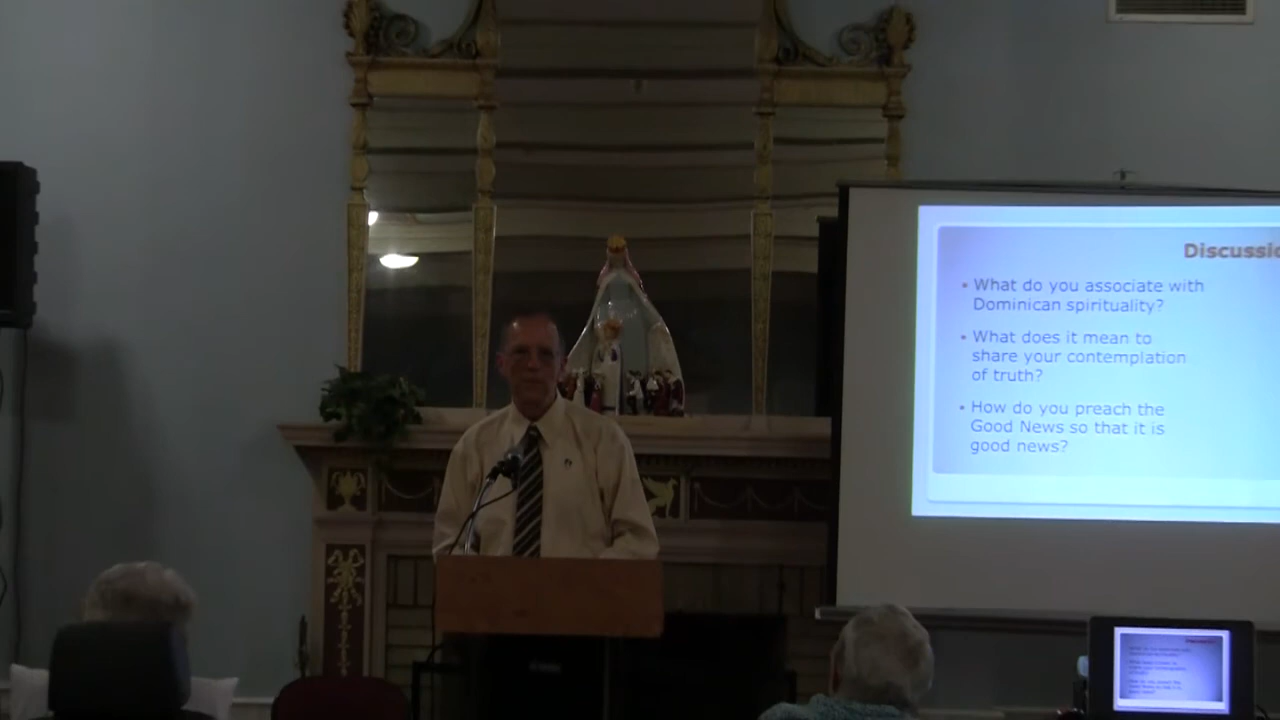 Discussio
• What do you associate with
Dominican spirituality?
• What does it mean to
share your contemplation
of truth?
• How do you preach the
Good News so that it is
good news?